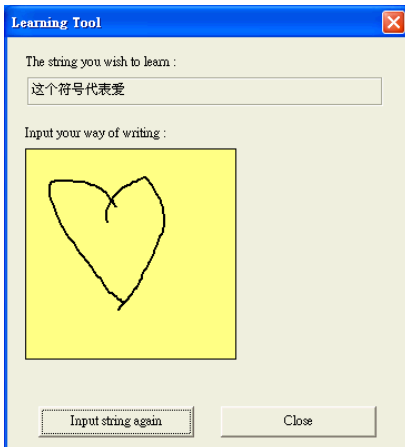 Learning Tool
The string you wish to learn :
这个符号代表爱
Input your way of writing :
Input string again
Close